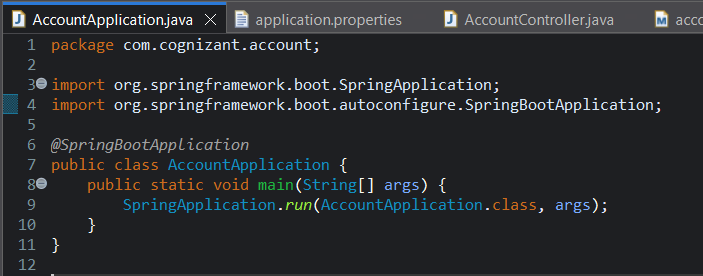 AccountApplication.java
application.properties
AccountController.java
acco
1 package com.cognizant.account;
2
3 import org.springframework.boot.SpringApplication;
4 import org.springframework.boot.autoconfigure.SpringBootApplication;
5
6 @SpringBootApplication
7 public class AccountApplication {
8 public static void main(String[] args) {
9 SpringApplication.run(AccountApplication.class, args);
10 }
11 }
12